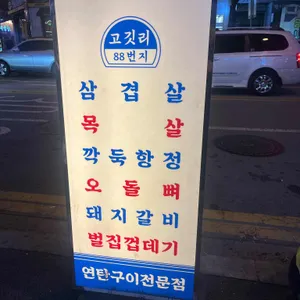 고깃리
88번지
삼겹살
목살
깍둑항정
오돌뼈
돼지갈비
벌집껍데기
연탄구이전문점